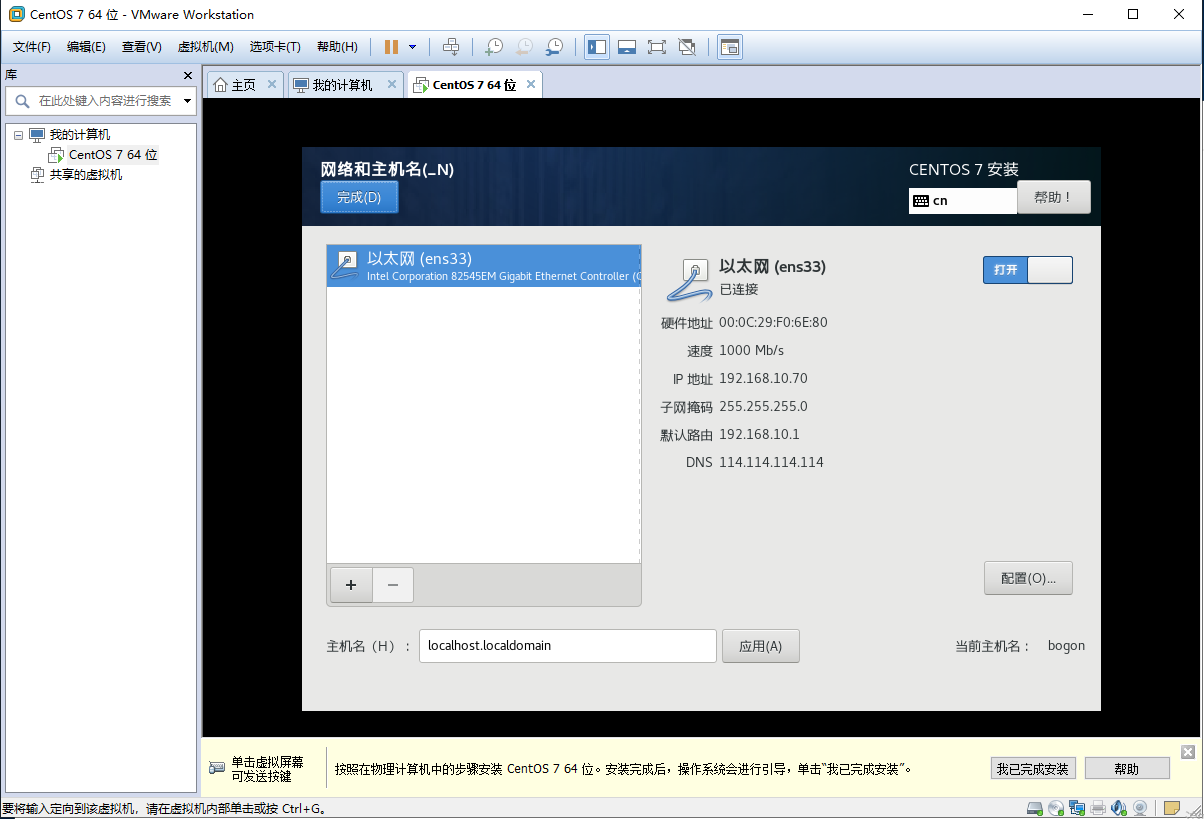 CentOS 7 64 位 - VMware Workstation
文件(F) 编辑(E) 查看(V) 虚拟机(M) 选项卡(T) 帮助(H)
库
在此处键入内容进行搜索
我的计算机
CentOS 7 64 位
共享的虚拟机
主页 我的计算机 CentOS 7 64 位
网络和主机名(_N)
完成(D)
CENTOS 7 安装
cn
帮助！
以太网 (ens33)
Intel Corporation 82545EM Gigabit Ethernet Controller (
以太网 (ens33)
已连接
打开
硬件地址 00:0C:29:F0:6E:80
速度 1000 Mb/s
IP 地址 192.168.10.70
子网掩码 255.255.255.0
默认路由 192.168.10.1
DNS 114.114.114.114
+ −
配置(O)...
主机名（H）： localhost.localdomain 应用(A) 当前主机名： bogon
单击虚拟屏幕
可发送按键
按照在物理计算机中的步骤安装 CentOS 7 64 位。安装完成后，操作系统会进行引导，单击“我已完成安装”。
我已完成安装 帮助
要将输入定向到该虚拟机，请在虚拟机内部单击或按 Ctrl+G。